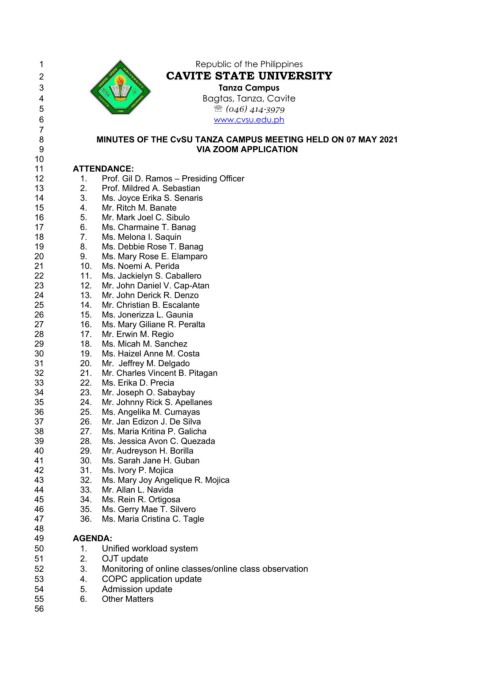 1 Republic of the Philippines
2 CAVITE STATE UNIVERSITY
3 Tanza Campus
4 Bagtas, Tanza, Cavite
5 ☏ (046) 414-3979
6 www.cvsu.edu.ph
7
8 MINUTES OF THE CvSU TANZA CAMPUS MEETING HELD ON 07 MAY 2021
9 VIA ZOOM APPLICATION
10
11 ATTENDANCE:
12 1. Prof. Gil D. Ramos – Presiding Officer
13 2. Prof. Mildred A. Sebastian
14 3. Ms. Joyce Erika S. Senaris
15 4. Mr. Ritch M. Banate
16 5. Mr. Mark Joel C. Sibulo
17 6. Ms. Charmaine T. Banag
18 7. Ms. Melona I. Saquin
19 8. Ms. Debbie Rose T. Banag
20 9. Ms. Mary Rose E. Elamparo
21 10. Ms. Noemi A. Perida
22 11. Ms. Jackielyn S. Caballero
23 12. Mr. John Daniel V. Cap-Atan
24 13. Mr. John Derick R. Denzo
25 14. Mr. Christian B. Escalante
26 15. Ms. Jonerizza L. Gaunia
27 16. Ms. Mary Giliane R. Peralta
28 17. Mr. Erwin M. Regio
29 18. Ms. Micah M. Sanchez
30 19. Ms. Haizel Anne M. Costa
31 20. Mr. Jeffrey M. Delgado
32 21. Mr. Charles Vincent B. Pitagan
33 22. Ms. Erika D. Precia
34 23. Mr. Joseph O. Sabaybay
35 24. Mr. Johnny Rick S. Apellanes
36 25. Ms. Angelika M. Cumayas
37 26. Mr. Jan Edizon J. De Silva
38 27. Ms. Maria Kritina P. Galicha
39 28. Ms. Jessica Avon C. Quezada
40 29. Mr. Audreyson H. Borilla
41 30. Ms. Sarah Jane H. Guban
42 31. Ms. Ivory P. Mojica
43 32. Ms. Mary Joy Angelique R. Mojica
44 33. Mr. Allan L. Navida
45 34. Ms. Rein R. Ortigosa
46 35. Ms. Gerry Mae T. Silvero
47 36. Ms. Maria Cristina C. Tagle
48
49 AGENDA:
50 1. Unified workload system
51 2. OJT update
52 3. Monitoring of online classes/online class observation
53 4. COPC application update
54 5. Admission update
55 6. Other Matters
56